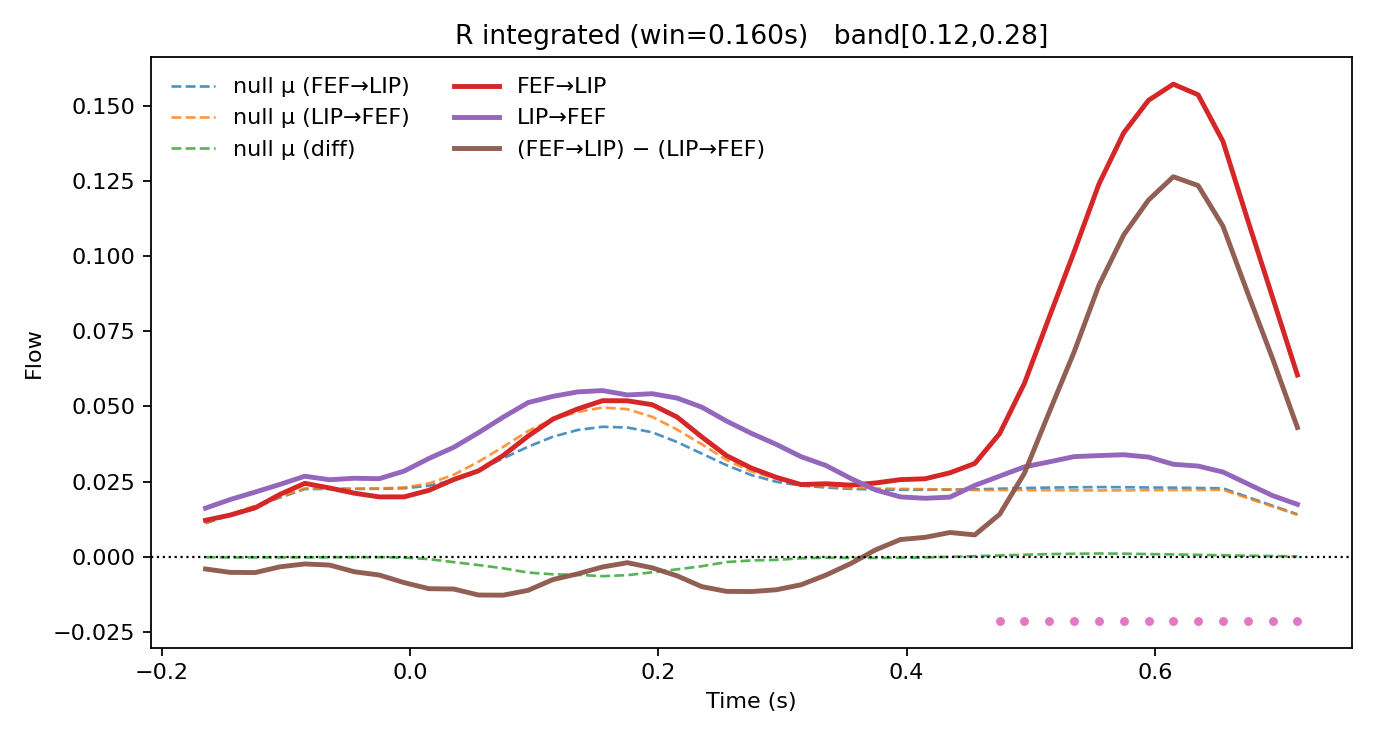 R integrated (win=0.160s)   band[0.12,0.28]
null μ (FEF→LIP)
null μ (LIP→FEF)
null μ (diff)
FEF→LIP
LIP→FEF
(FEF→LIP) − (LIP→FEF)
0.150
0.125
0.100
0.075
0.050
0.025
0.000
−0.025
Flow
−0.2
0.0
0.2
0.4
0.6
Time (s)